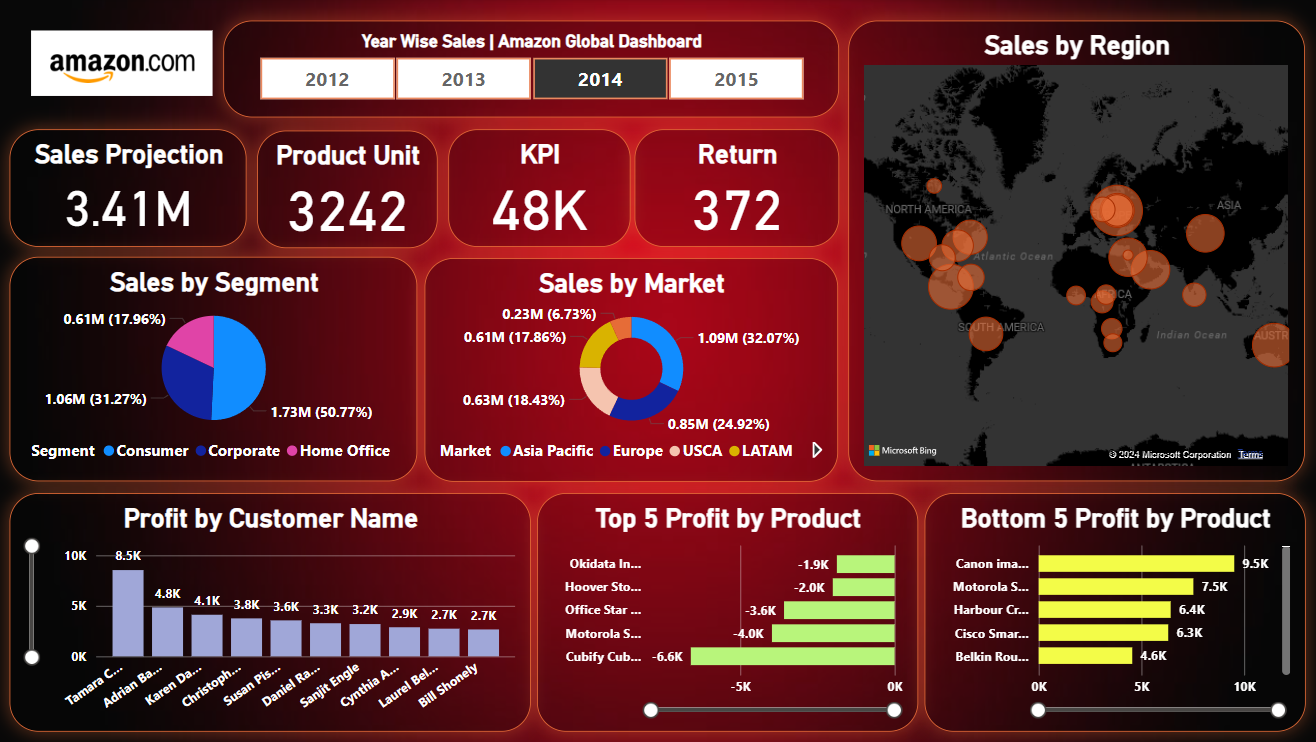 amazon.com
Year Wise Sales | Amazon Global Dashboard
2012
2013
2014
2015
Sales Projection
3.41M
Product Unit
3242
KPI
48K
Return
372
Sales by Region
NORTH AMERICA
ASIA
Atlantic Ocean
AFRICA
SOUTH AMERICA
Indian Ocean
AUSTR
ANTARCTICA
Microsoft Bing
© 2024 Microsoft Corporation Terms
Sales by Segment
0.61M (17.96%)
1.06M (31.27%)
1.73M (50.77%)
Segment Consumer Corporate Home Office
Sales by Market
0.23M (6.73%)
0.61M (17.86%)
1.09M (32.07%)
0.63M (18.43%)
0.85M (24.92%)
Market Asia Pacific Europe USCA LATAM
Profit by Customer Name
10K
5K
0K
8.5K
4.8K
4.1K
3.8K
3.6K
3.3K
3.2K
2.9K
2.7K
2.7K
Tamara C...
Adrian Ba...
Karen Da...
Christoph...
Susan Pis...
Daniel Ra...
Sanjit Engle
Cynthia A...
Laurel Bel...
Bill Shonely
Top 5 Profit by Product
Okidata In... -1.9K
Hoover Sto... -2.0K
Office Star ... -3.6K
Motorola S... -4.0K
Cubify Cub... -6.6K
-5K 0K
Bottom 5 Profit by Product
Canon ima... 9.5K
Motorola S... 7.5K
Harbour Cr... 6.4K
Cisco Smar... 6.3K
Belkin Rou... 4.6K
0K 5K 10K